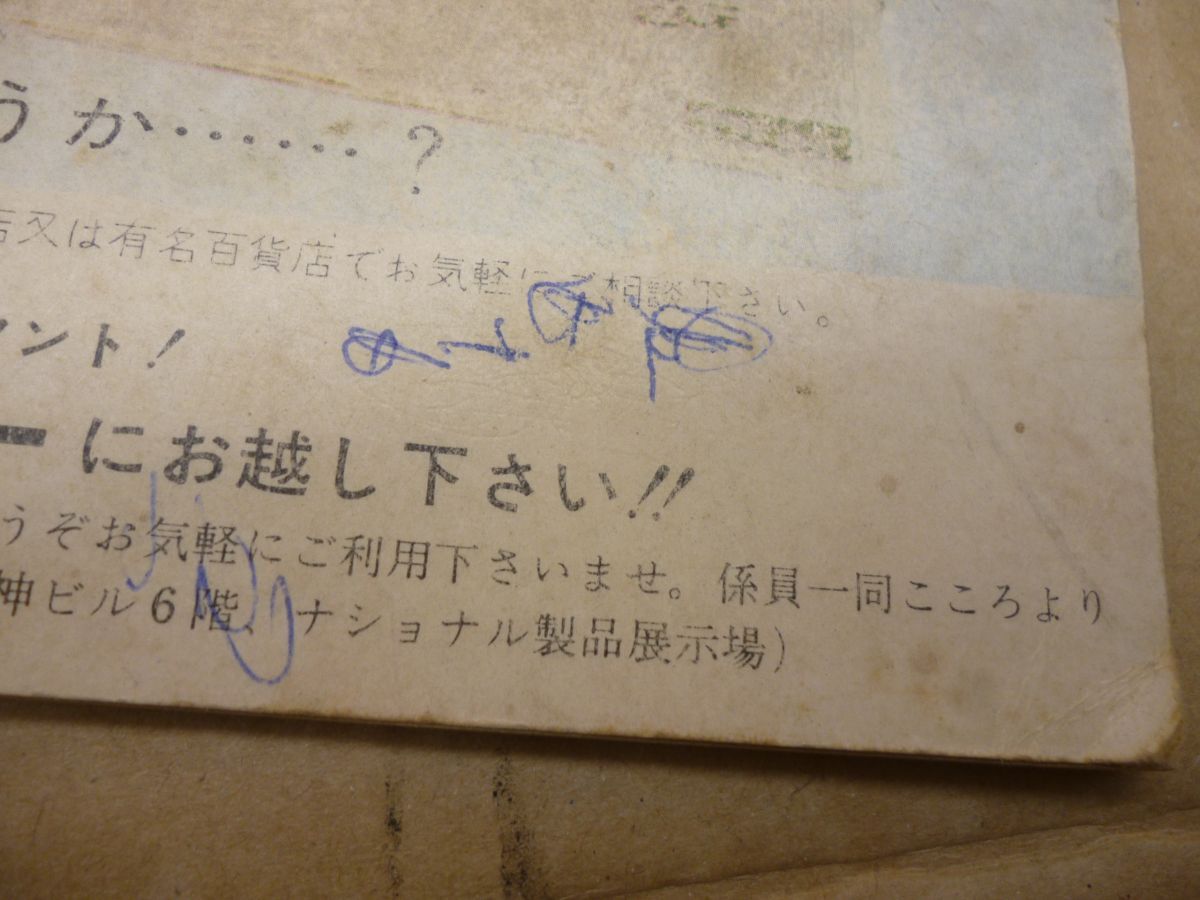 うか……?
店又は有名百貨店でお気軽にご相談下さい。
ント!
ーにお越し下さい!!
うぞお気軽にご利用下さいませ。係員一同こころより
神ビル6階、ナショナル製品展示場)